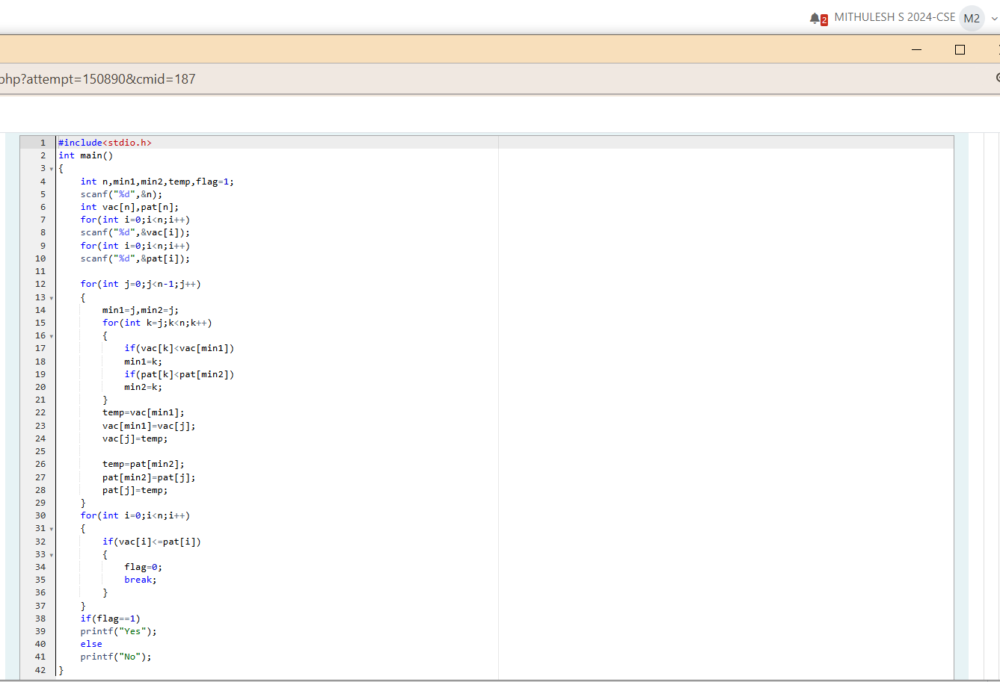 2 MITHULESH S 2024-CSE M2
php?attempt=150890&cmid=187
1 #include<stdio.h>
2 int main()
3 {
4     int n,min1,min2,temp,flag=1;
5     scanf("%d",&n);
6     int vac[n],pat[n];
7     for(int i=0;i<n;i++)
8     scanf("%d",&vac[i]);
9     for(int i=0;i<n;i++)
10     scanf("%d",&pat[i]);
11
12     for(int j=0;j<n-1;j++)
13     {
14         min1=j,min2=j;
15         for(int k=j;k<n;k++)
16         {
17             if(vac[k]<vac[min1])
18             min1=k;
19             if(pat[k]<pat[min2])
20             min2=k;
21         }
22         temp=vac[min1];
23         vac[min1]=vac[j];
24         vac[j]=temp;
25
26         temp=pat[min2];
27         pat[min2]=pat[j];
28         pat[j]=temp;
29     }
30     for(int i=0;i<n;i++)
31     {
32         if(vac[i]<=pat[i])
33         {
34             flag=0;
35             break;
36         }
37     }
38     if(flag==1)
39     printf("Yes");
40     else
41     printf("No");
42 }